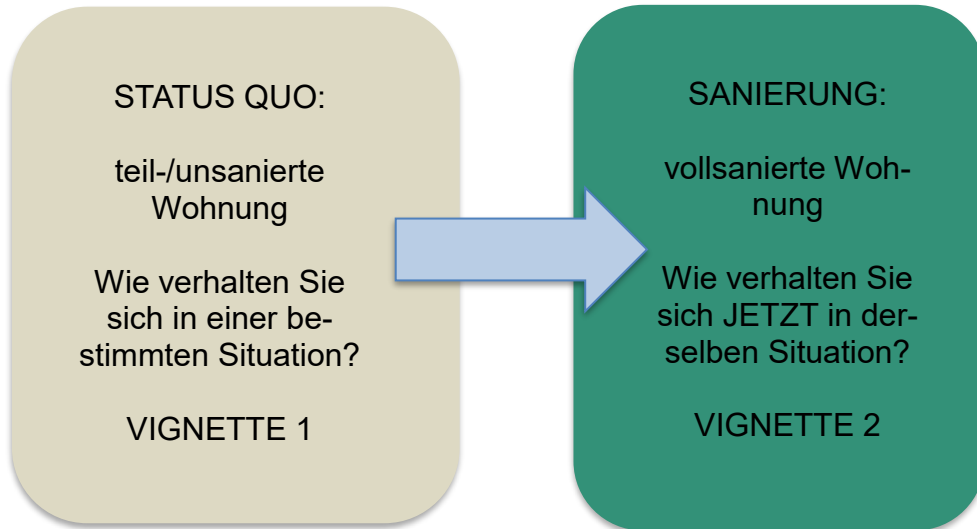 STATUS QUO:
teil-/unsanierte
Wohnung
Wie verhalten Sie
sich in einer be-
stimmten Situation?
VIGNETTE 1
SANIERUNG:
vollsanierte Woh-
nung
Wie verhalten Sie
sich JETZT in der-
selben Situation?
VIGNETTE 2